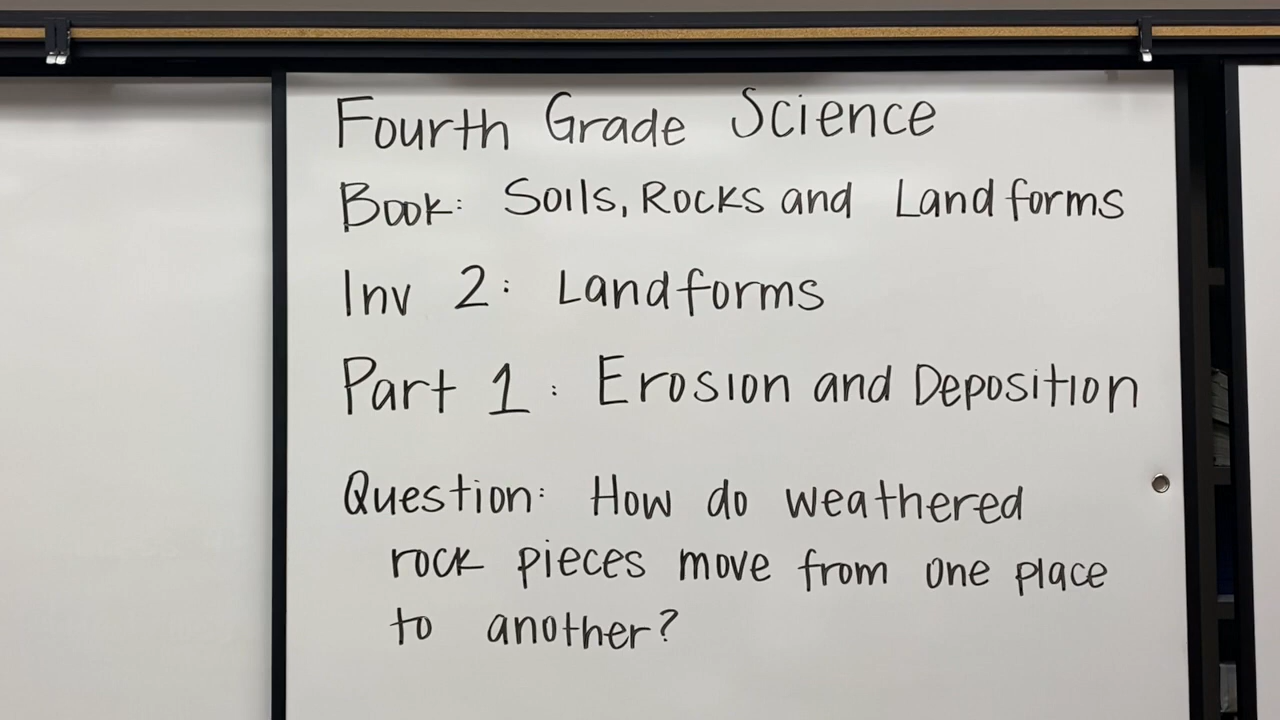 Fourth Grade Science
Book: Soils, Rocks and Landforms
Inv 2: Landforms
Part 1: Erosion and Deposition
Question: How do weathered
rock pieces move from one place
to another?